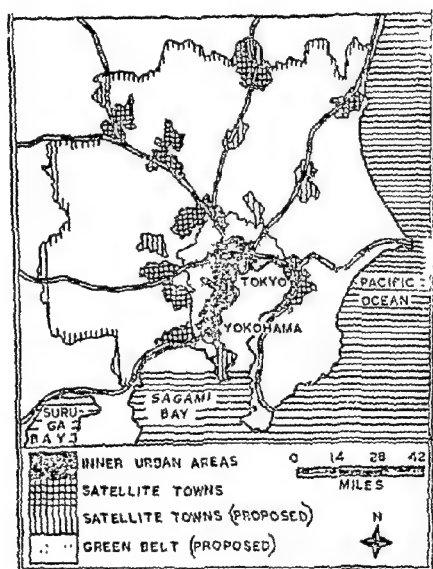 TOKYO
PACIFIC
OCEAN
YOKOHAMA
SAGAMI
BAY
SURU
GA
BAY
INNER URBAN AREAS
0 14 28 42
MILES
SATELLITE TOWNS
SATELLITE TOWNS (PROPOSED)
N
GREEN BELT (PROPOSED)